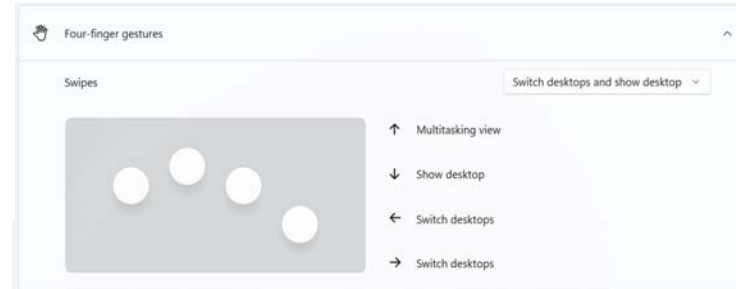 Four-finger gestures
Swipes
Switch desktops and show desktop
↑ Multitasking view
↓ Show desktop
← Switch desktops
→ Switch desktops